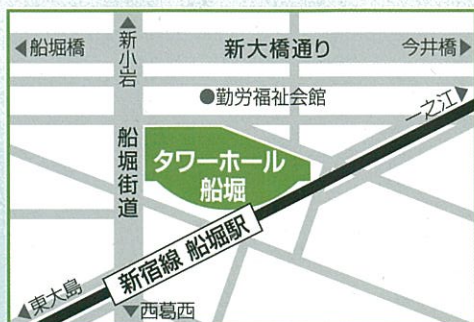 ◀船堀橋
▲新小岩
新大橋通り
今井橋▶
●勤労福祉会館
一之江
船堀街道
タワーホール
船堀
新宿線 船堀駅
東大島
▼西葛西